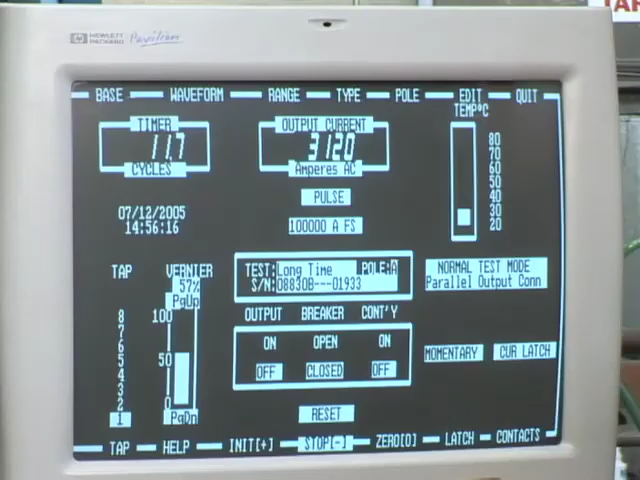 HEWLETT
PACKARD
Pavilion
BASE WAVEFORM RANGE TYPE POLE EDIT QUIT
TIMER
11.7
CYCLES
OUTPUT CURRENT
3120
Amperes AC
PULSE
100000 A FS
TEMP°C
80
70
60
50
40
30
20
07/12/2005
14:56:16
TEST:Long Time POLE:A
S/N:08830B---01933
NORMAL TEST MODE
Parallel Output Conn
TAP
8
7
6
5
4
3
2
1
VERNIER
57%
PgUp
100
50
0
PgDn
OUTPUT BREAKER CONT'Y
ON OPEN ON
OFF CLOSED OFF
MOMENTARY CUR LATCH
RESET
TAP HELP INIT[+] STOP[-] ZERO[0] LATCH CONTACTS